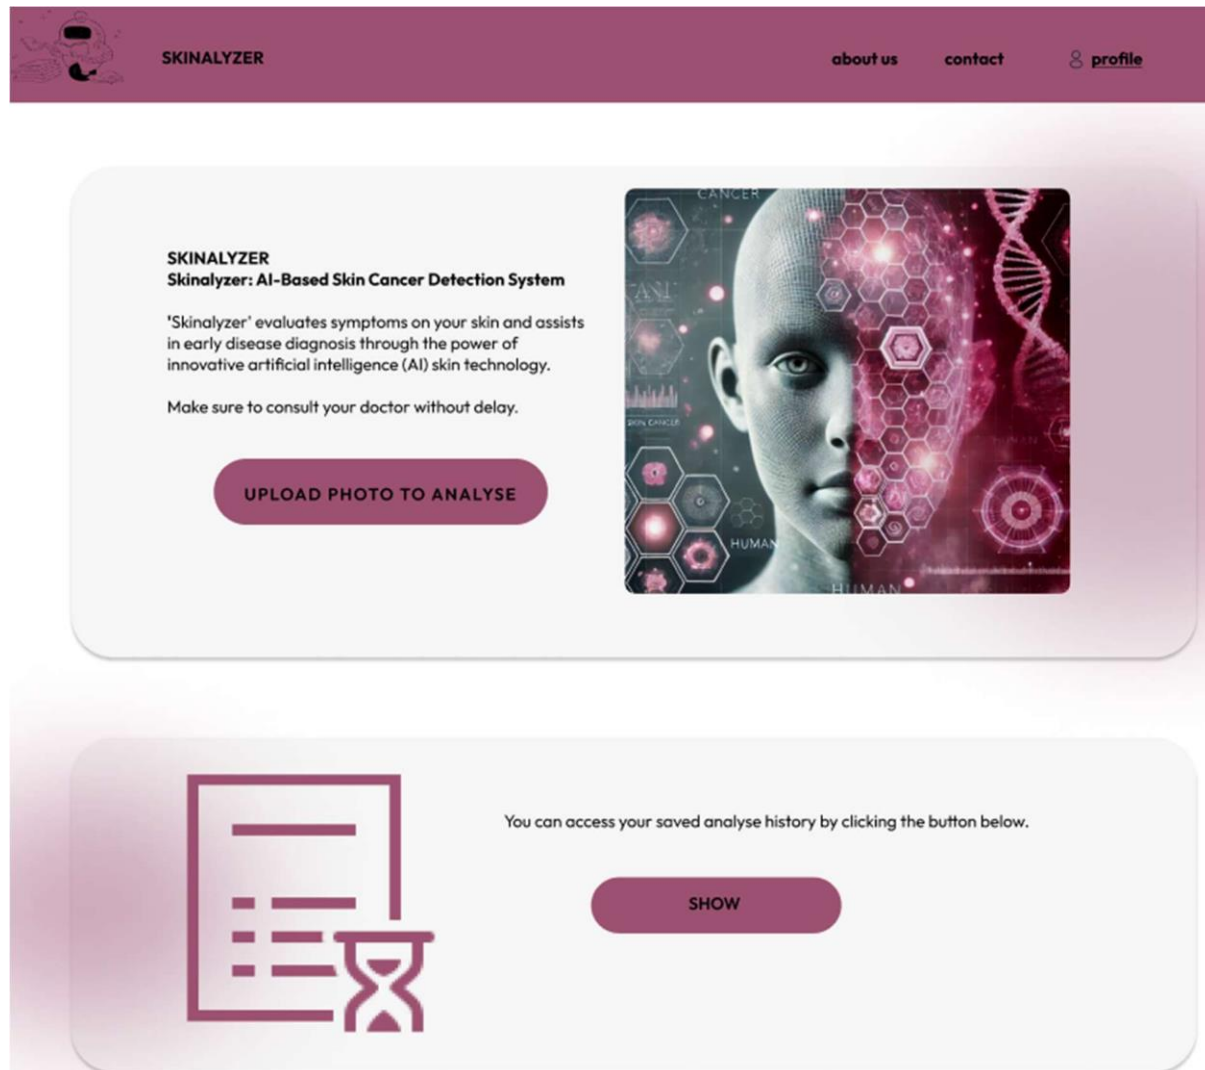 SKINALYZER
about us
contact
profile
SKINALYZER
Skinalyzer: AI-Based Skin Cancer Detection System
'Skinalyzer' evaluates symptoms on your skin and assists
in early disease diagnosis through the power of
innovative artificial intelligence (AI) skin technology.
Make sure to consult your doctor without delay.
UPLOAD PHOTO TO ANALYSE
CANCER
SKIN CANCER
HUMAN
HUMAN
HUMAN
You can access your saved analyse history by clicking the button below.
SHOW